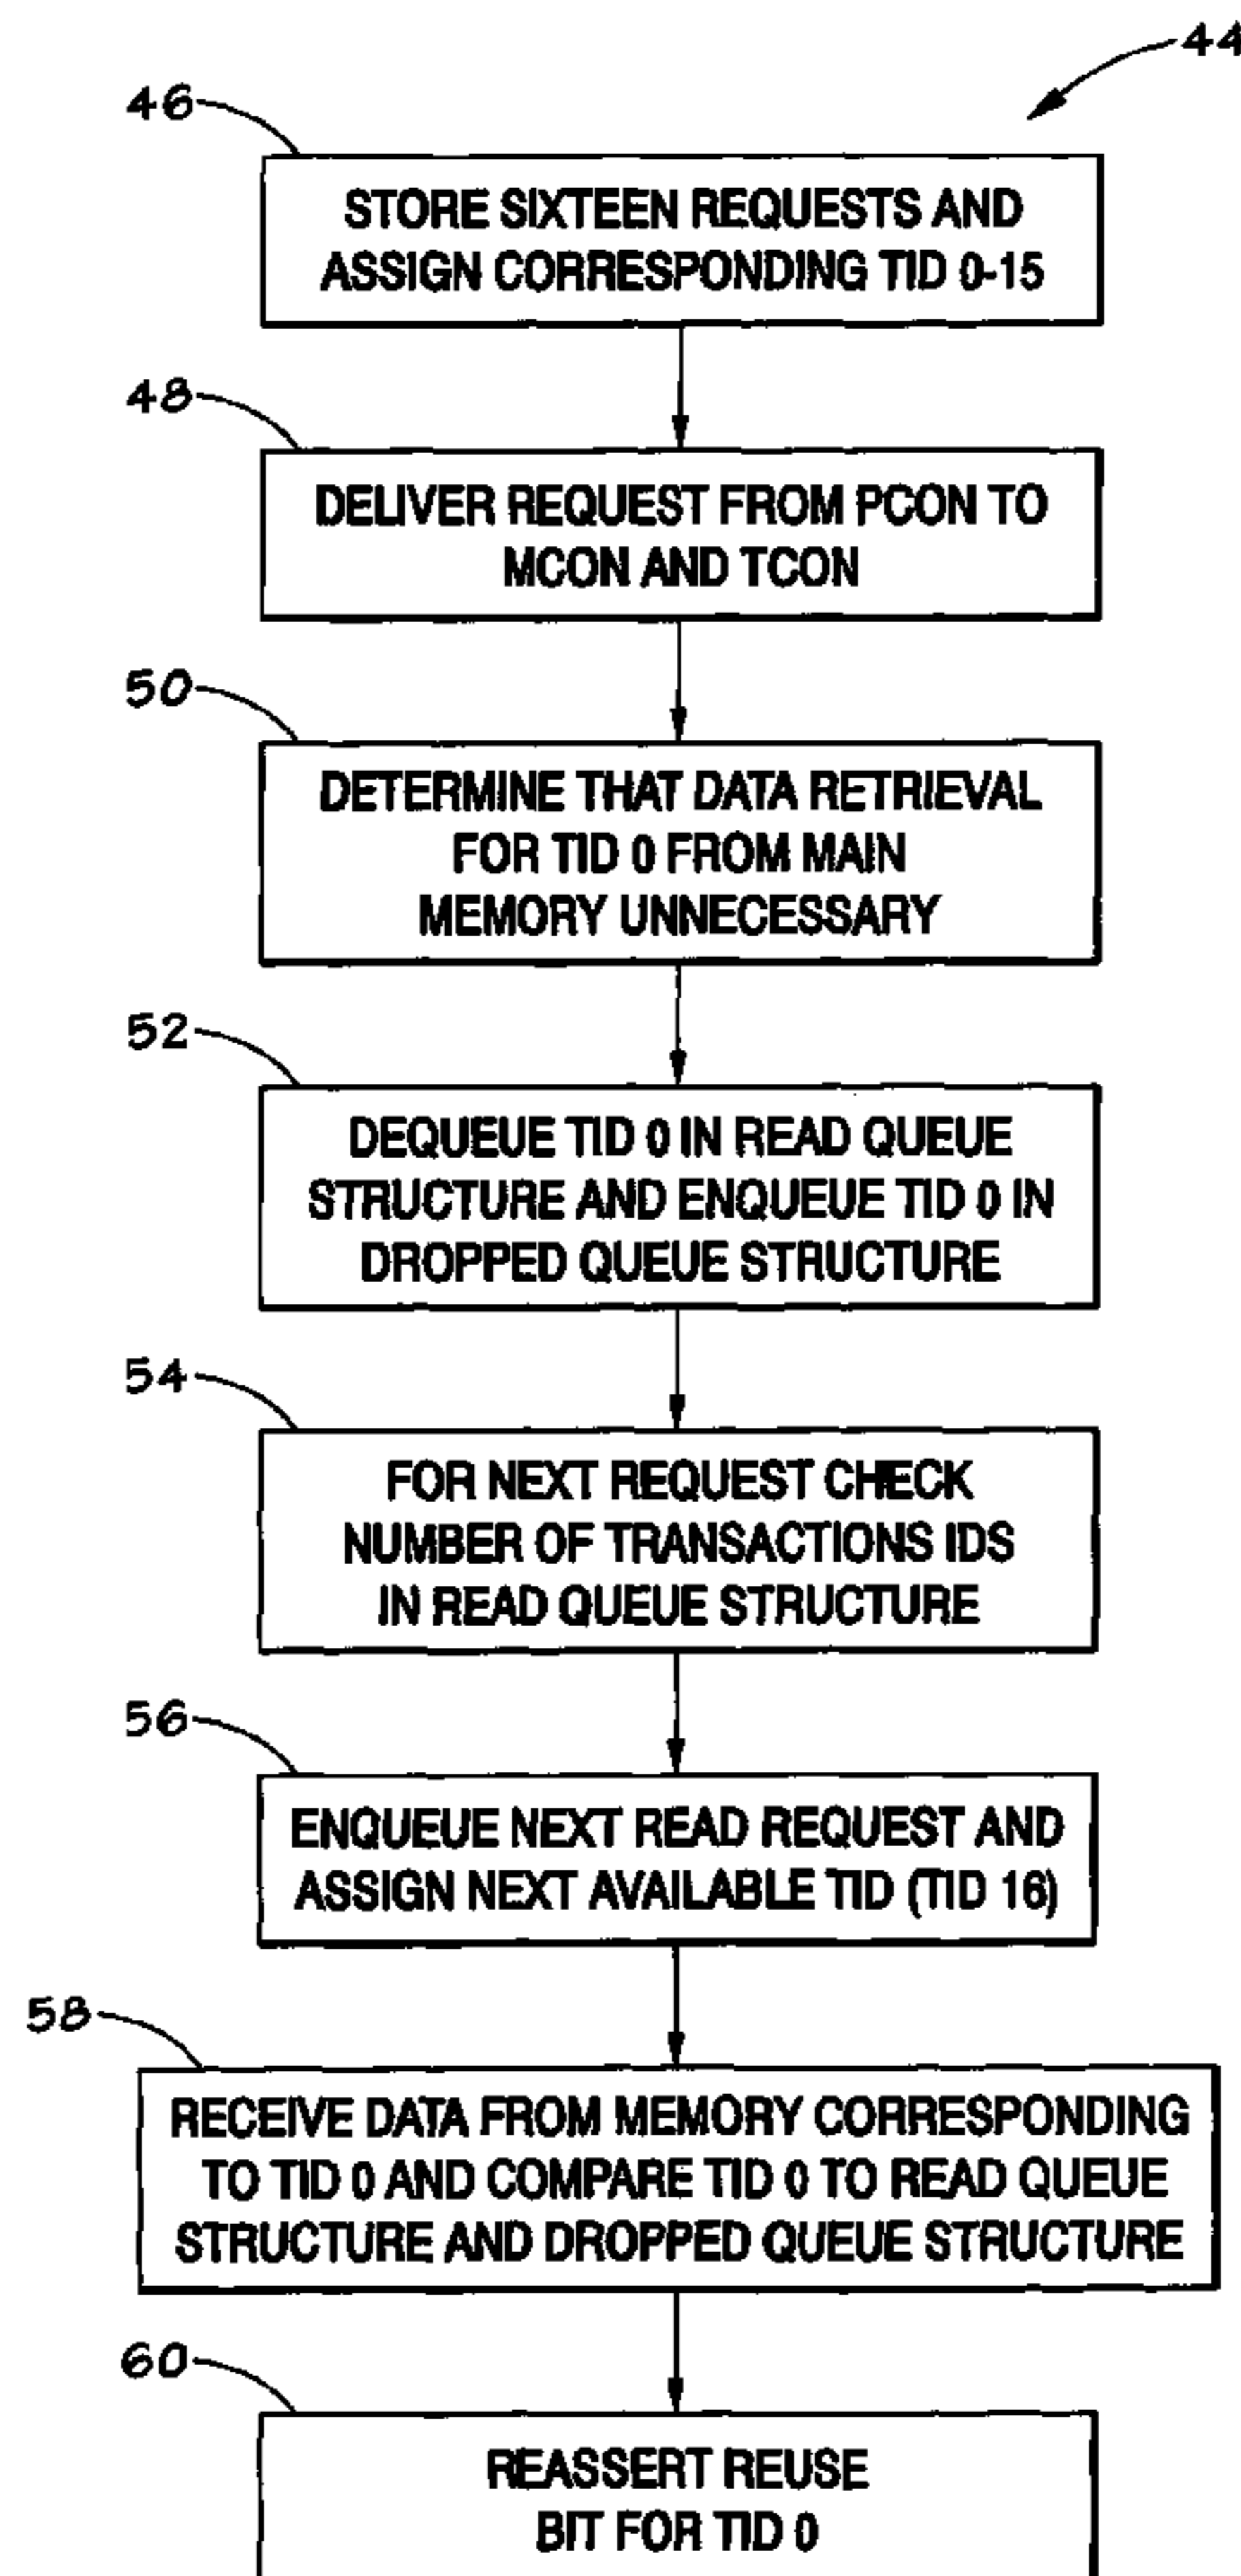 44
46
STORE SIXTEEN REQUESTS AND
ASSIGN CORRESPONDING TID 0-15
48
DELIVER REQUEST FROM PCON TO
MCON AND TCON
50
DETERMINE THAT DATA RETRIEVAL
FOR TID 0 FROM MAIN
MEMORY UNNECESSARY
52
DEQUEUE TID 0 IN READ QUEUE
STRUCTURE AND ENQUEUE TID 0 IN
DROPPED QUEUE STRUCTURE
54
FOR NEXT REQUEST CHECK
NUMBER OF TRANSACTIONS IDS
IN READ QUEUE STRUCTURE
56
ENQUEUE NEXT READ REQUEST AND
ASSIGN NEXT AVAILABLE TID (TID 16)
58
RECEIVE DATA FROM MEMORY CORRESPONDING
TO TID 0 AND COMPARE TID 0 TO READ QUEUE
STRUCTURE AND DROPPED QUEUE STRUCTURE
60
REASSERT REUSE
BIT FOR TID 0